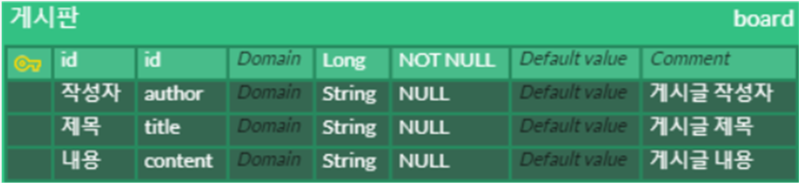 게시판 board
id id Domain Long NOT NULL Default value Comment
작성자 author Domain String NULL Default value 게시글 작성자
제목 title Domain String NULL Default value 게시글 제목
내용 content Domain String NULL Default value 게시글 내용